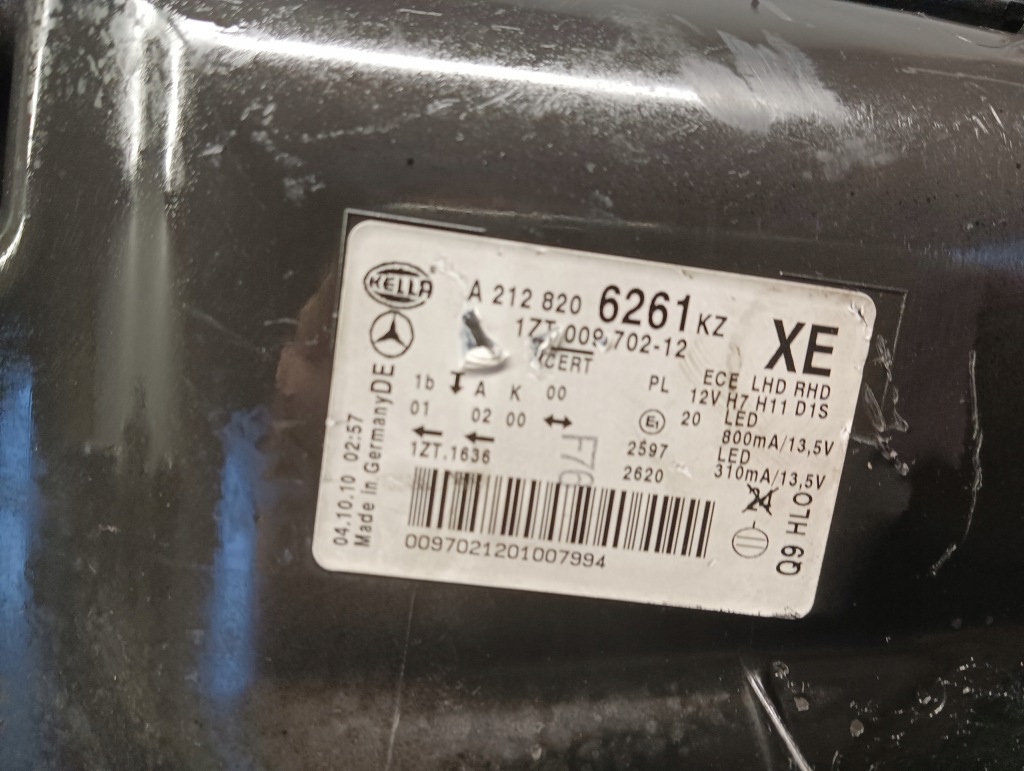 HELLA
A 212 820 6261 KZ
XE
1ZT 009 702-12
CERT
PL
ECE LHD RHD
12V H7 H11 D1S
1b A K 00
LED
01 02 00
E1 20
800mA/13,5V
LED
2597
1ZT.1636
2620
310mA/13,5V
F76
0097021201007994
04.10.10 02:57
Made in Germany DE
Q9 HLO